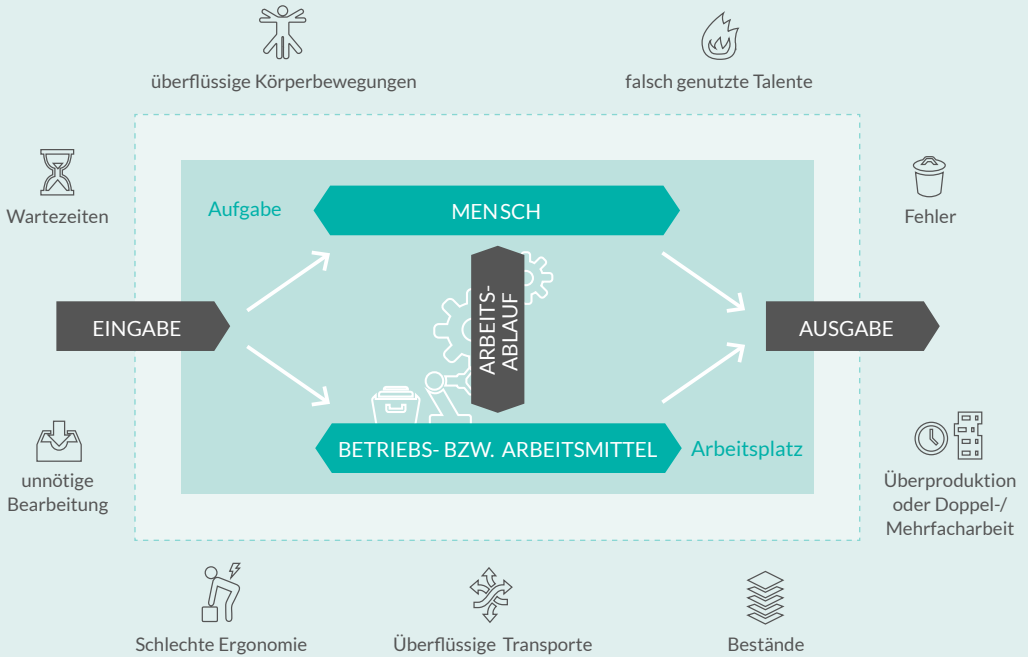 überflüssige Körperbewegungen
falsch genutzte Talente
Wartezeiten
Fehler
Aufgabe
MENSCH
EINGABE
ARBEITS-
ABLAUF
AUSGABE
BETRIEBS- BZW. ARBEITSMITTEL
Arbeitsplatz
unnötige
Bearbeitung
Überproduktion
oder Doppel-/
Mehrfacharbeit
Schlechte Ergonomie
Überflüssige Transporte
Bestände